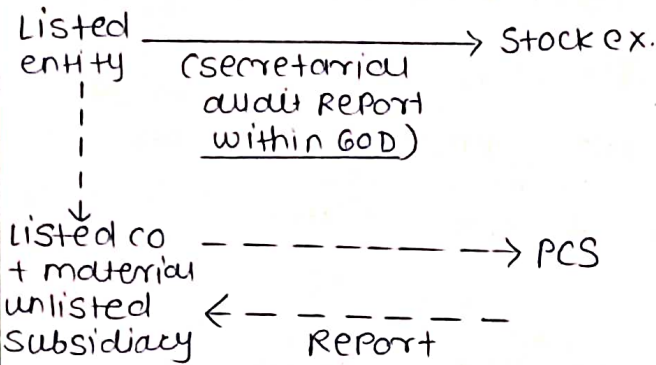 Listed
entity
Stock ex.
(secretarial
audit Report
within 60D)
Listed co
+ material
unlisted
subsidiary
PCS
Report